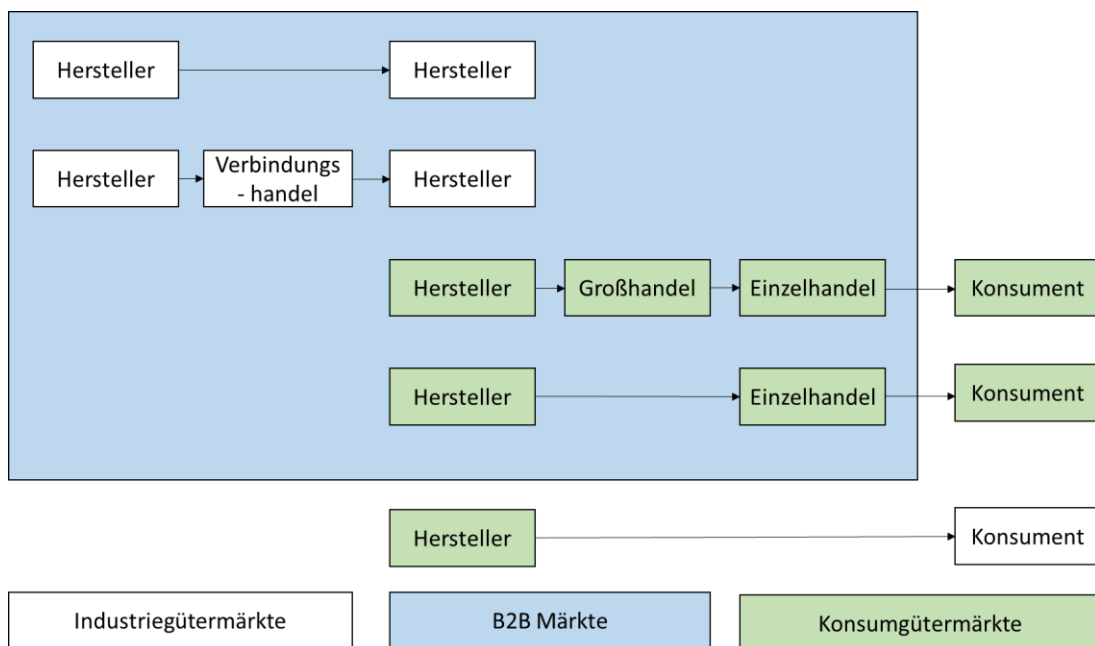 Hersteller
Hersteller
Hersteller
Verbindungs
- handel
Hersteller
Hersteller
Großhandel
Einzelhandel
Konsument
Hersteller
Einzelhandel
Konsument
Hersteller
Konsument
Industriegütermärkte
B2B Märkte
Konsumgütermärkte